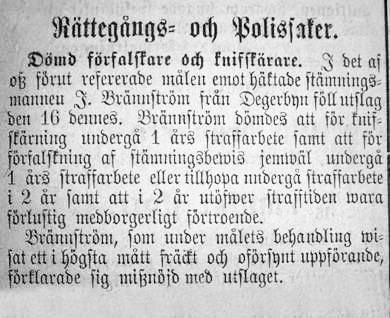 Rättegångs- och Polissaker.
Dömd förfalskare och knifskärare. I det af
oß förut refererade målen emot häktade stämnings-
mannen J. Brännström från Degerbyn föll utslag
den 16 dennes. Brännström dömdes att för knif-
skärning undergå 1 års straffarbete samt att för
förfalskning af stämningsbewis jemwäl undergå
1 års straffarbete eller tillhopa nndergå straffarbete
i 2 år samt att i 2 år utöfwer strafftiden wara
förlustig medborgerligt förtroende.
Brännström, som under målets behandling wi-
sat ett i högsta mått fräckt och oförsynt uppförande,
förklarade sig mißnöjd med utslaget.